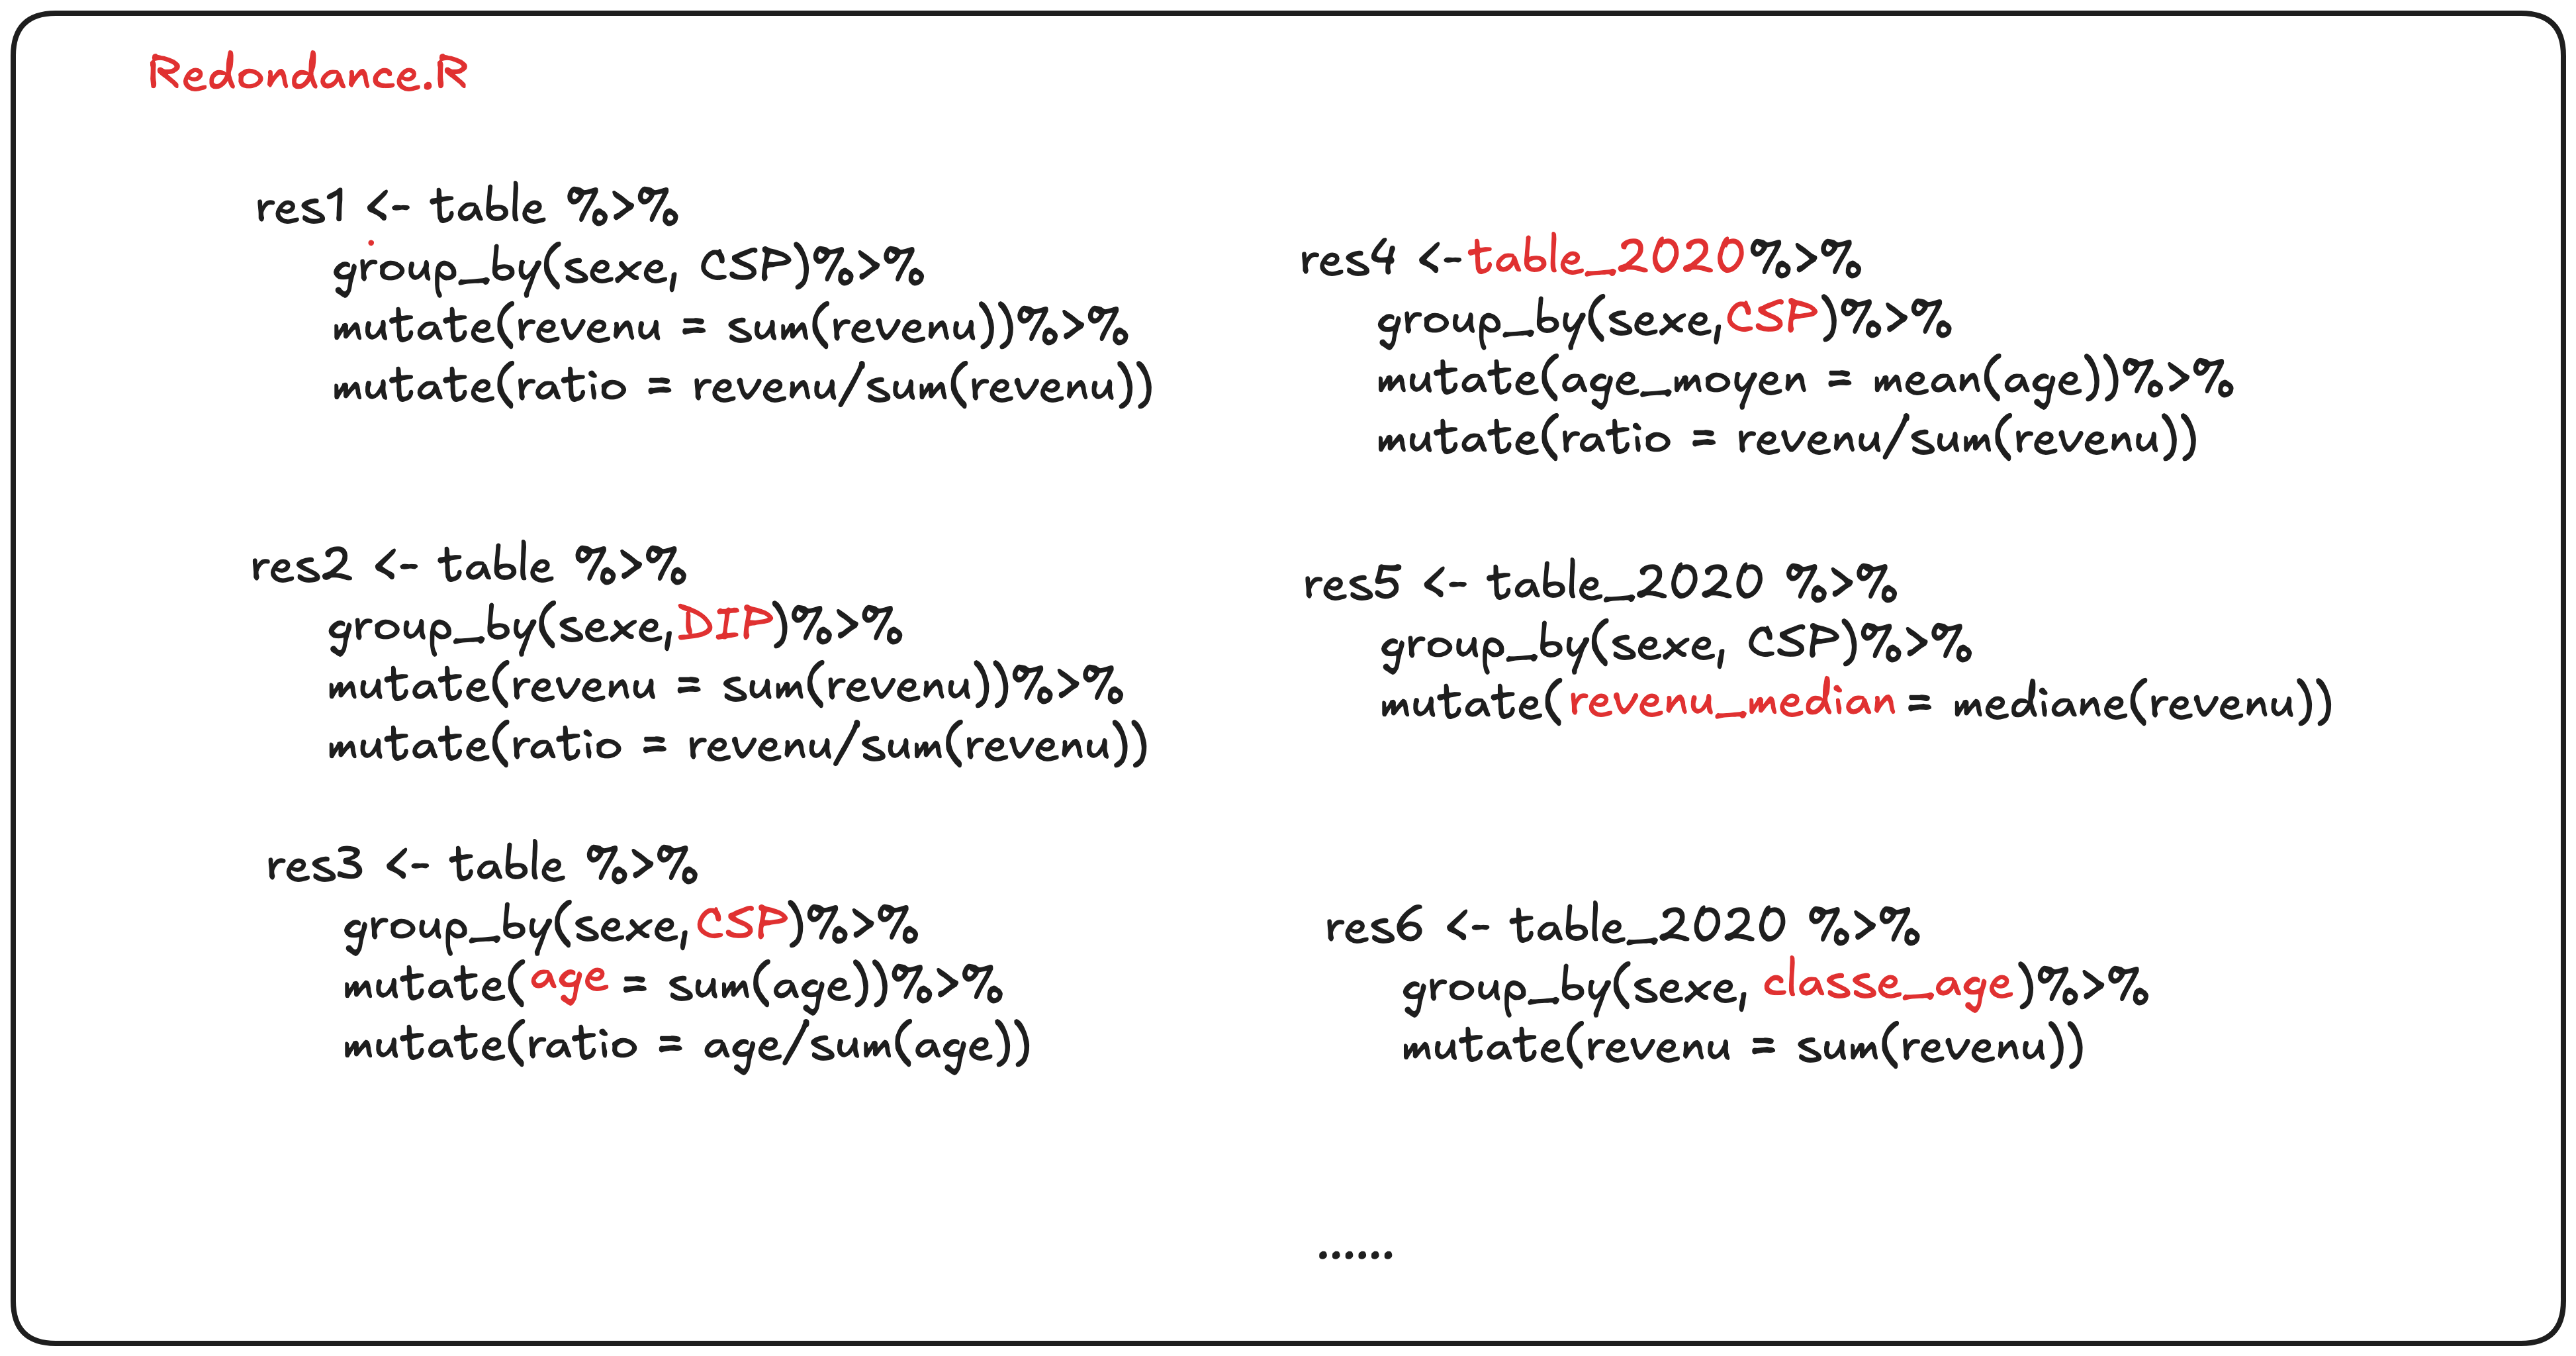 Redondance.R
res1 <- table %>%
group_by(sexe, CSP)%>%
mutate(revenu = sum(revenu))%>%
mutate(ratio = revenu/sum(revenu))
res2 <- table %>%
group_by(sexe,DIP)%>%
mutate(revenu = sum(revenu))%>%
mutate(ratio = revenu/sum(revenu))
res3 <- table %>%
group_by(sexe,CSP)%>%
mutate(age = sum(age))%>%
mutate(ratio = age/sum(age))
res4 <-table_2020%>%
group_by(sexe,CSP)%>%
mutate(age_moyen = mean(age))%>%
mutate(ratio = revenu/sum(revenu))
res5 <- table_2020 %>%
group_by(sexe, CSP)%>%
mutate(revenu_median = mediane(revenu))
res6 <- table_2020 %>%
group_by(sexe, classe_age)%>%
mutate(revenu = sum(revenu))
......